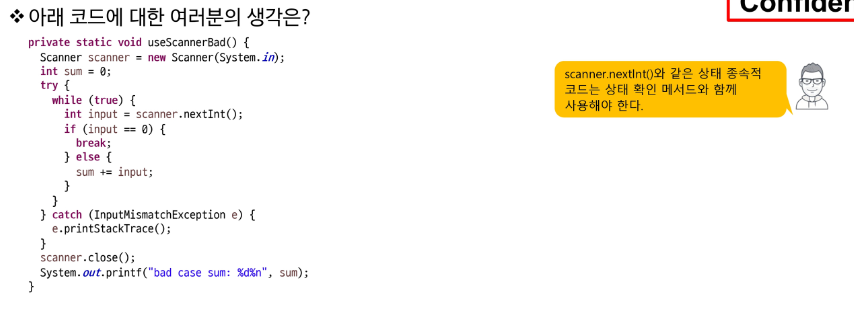 Confider
❖ 아래 코드에 대한 여러분의 생각은?
private static void useScannerBad() {
  Scanner scanner = new Scanner(System.in);
  int sum = 0;
  try {
    while (true) {
      int input = scanner.nextInt();
      if (input == 0) {
        break;
      } else {
        sum += input;
      }
    }
  } catch (InputMismatchException e) {
    e.printStackTrace();
  }
  scanner.close();
  System.out.printf("bad case sum: %d%n", sum);
}
scanner.nextInt()와 같은 상태 종속적
코드는 상태 확인 메서드와 함께
사용해야 한다.